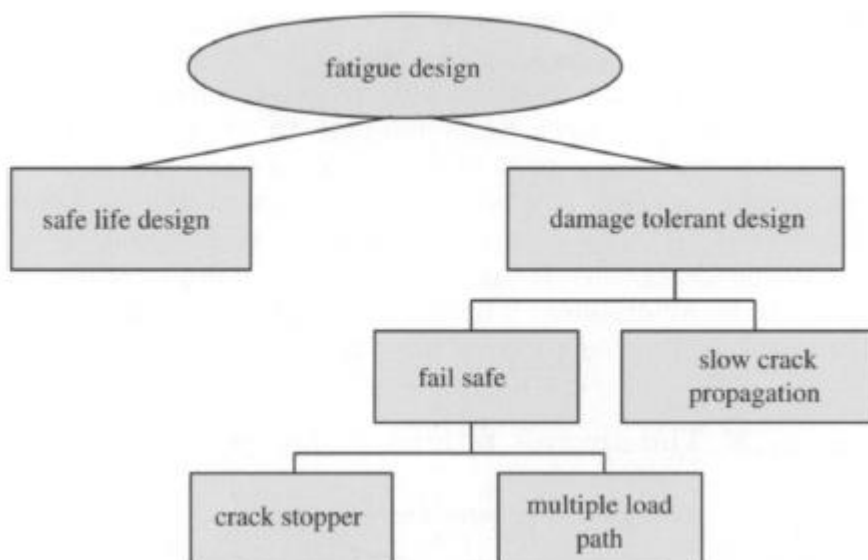 fatigue design
safe life design
damage tolerant design
fail safe
slow crack
propagation
crack stopper
multiple load
path